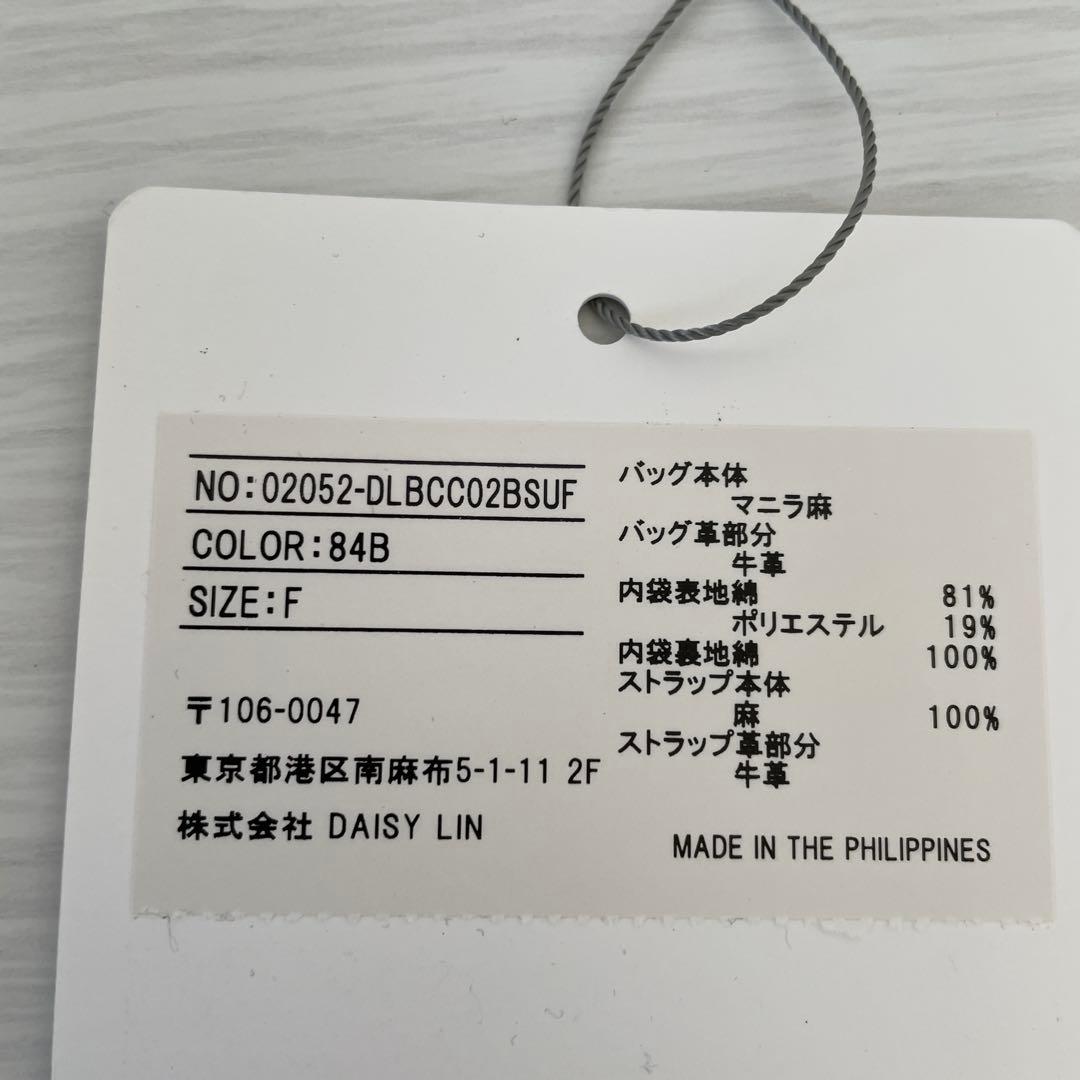 NO:02052-DLBCC02BSUF
COLOR:84B
SIZE:F
〒106-0047
東京都港区南麻布5-1-11 2F
株式会社 DAISY LIN
バッグ本体
マニラ麻
バッグ革部分
牛革
内袋表地綿 81%
ポリエステル 19%
内袋裏地綿 100%
ストラップ本体
麻 100%
ストラップ革部分
牛革
MADE IN THE PHILIPPINES